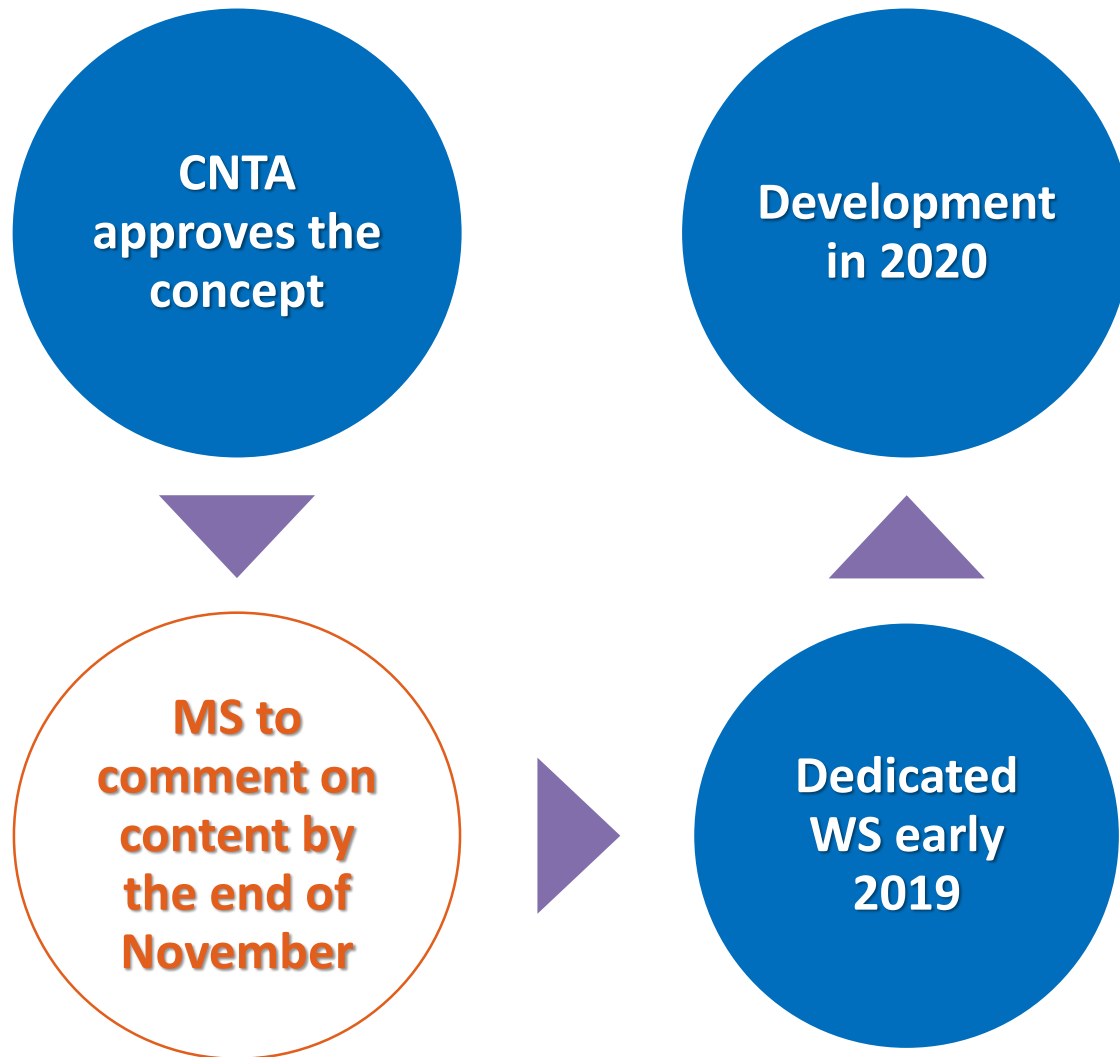 CNTA
approves the
concept
MS to
comment on
content by
the end of
November
Dedicated
WS early
2019
Development
in 2020